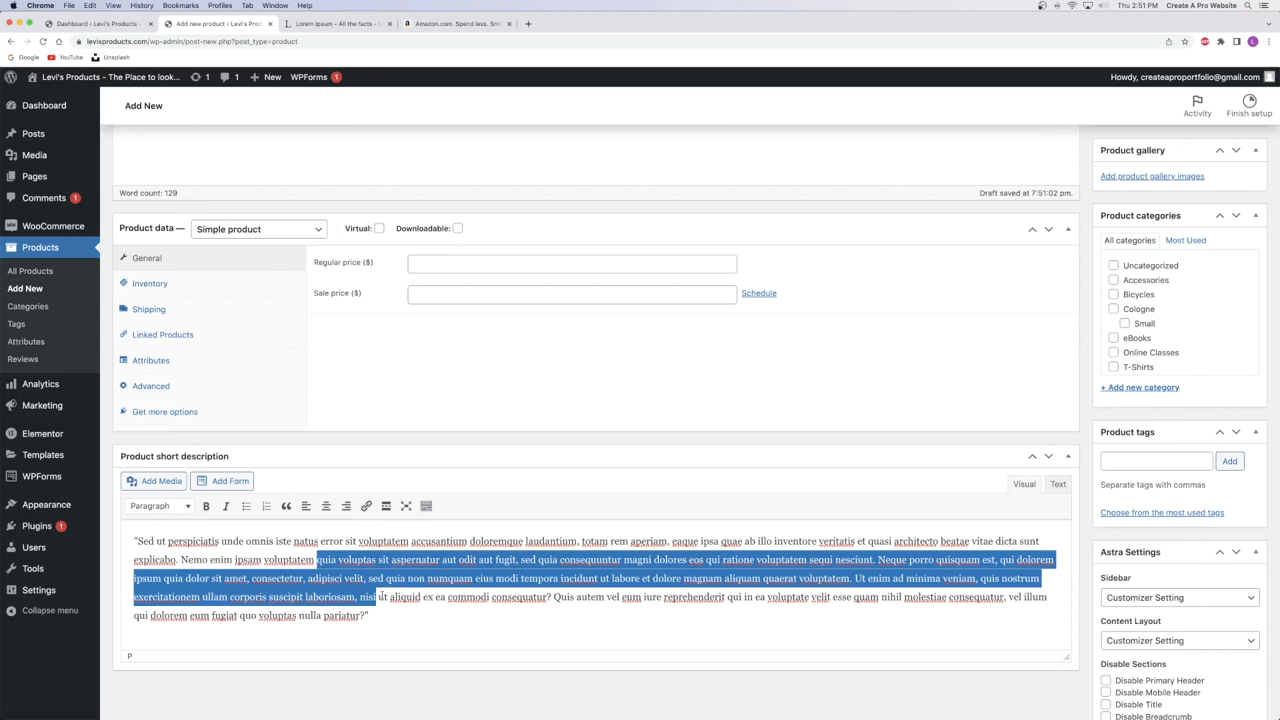 Chrome File Edit View History Bookmarks Profiles Tab Window Help
Create A Pro Website
Thu 2:51 PM
Dashboard ‹ Levi's Products -
Add new product ‹ Levi's Prod
Lorem Ipsum - All the facts - L
Amazon.com. Spend less. Smi
levisproducts.com/wp-admin/post-new.php?post_type=product
Google YouTube Unsplash
Levi's Products - The Place to look... 1 1 New WPForms 1
Howdy, createaproportfolio@gmail.com
Dashboard
Posts
Media
Pages
Comments 1
WooCommerce
Products
All Products
Add New
Categories
Tags
Attributes
Reviews
Analytics
Marketing
Elementor
Templates
WPForms
Appearance
Plugins 1
Users
Tools
Settings
Collapse menu
Add New
Activity
Finish setup
Word count: 129
Draft saved at 7:51:02 pm.
Product data — Simple product Virtual: Downloadable:
General
Inventory
Shipping
Linked Products
Attributes
Advanced
Get more options
Regular price ($)
Sale price ($)
Schedule
Product short description
Add Media Add Form
Visual Text
Paragraph B I
"Sed ut perspiciatis unde omnis iste natus error sit voluptatem accusantium doloremque laudantium, totam rem aperiam, eaque ipsa quae ab illo inventore veritatis et quasi architecto beatae vitae dicta sunt
explicabo. Nemo enim ipsam voluptatem quia voluptas sit aspernatur aut odit aut fugit, sed quia consequuntur magni dolores eos qui ratione voluptatem sequi nesciunt. Neque porro quisquam est, qui dolorem
ipsum quia dolor sit amet, consectetur, adipisci velit, sed quia non numquam eius modi tempora incidunt ut labore et dolore magnam aliquam quaerat voluptatem. Ut enim ad minima veniam, quis nostrum
exercitationem ullam corporis suscipit laboriosam, nisi ut aliquid ex ea commodi consequatur? Quis autem vel eum iure reprehenderit qui in ea voluptate velit esse quam nihil molestiae consequatur, vel illum
qui dolorem eum fugiat quo voluptas nulla pariatur?"
P
Product gallery
Add product gallery images
Product categories
All categories Most Used
Uncategorized
Accessories
Bicycles
Cologne
Small
eBooks
Online Classes
T-Shirts
+ Add new category
Product tags
Add
Separate tags with commas
Choose from the most used tags
Astra Settings
Sidebar
Customizer Setting
Content Layout
Customizer Setting
Disable Sections
Disable Primary Header
Disable Mobile Header
Disable Title
Disable Breadcrumb